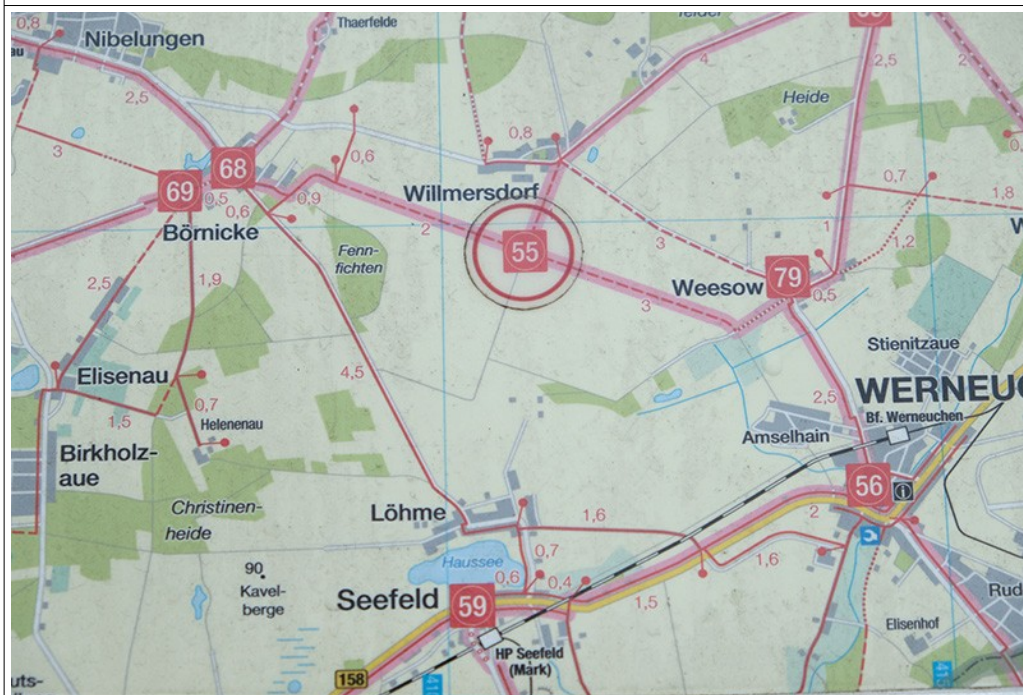 0,8
Nibelungen
Thaerfelde
2,5
4
2,5
2
Heide
3
68
0,6
0,8
69
0,5
0,6
0,9
Willmersdorf
0,7
1,8
Börnicke
2
55
3
1
1,2
Fenn-
fichten
2,5
1,9
3
Weesow
79
0,5
Stienitzaue
4,5
Elisenau
2,5
WERNEUC
Bf. Werneuchen
1,5
0,7
Helenenau
Amselhain
Birkholz-
aue
56
Christinen-
heide
Löhme
1,6
2
0,7
1,6
Haussee
90
Kavel-
berge
0,6
0,4
Seefeld
59
1,5
Elisenhof
Rud
HP Seefeld
(Mark)
158
uts-